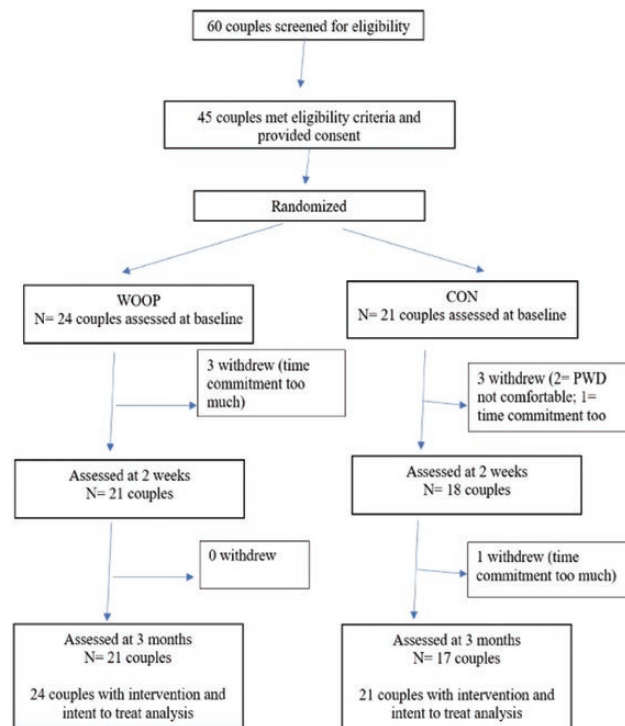 60 couples screened for eligibility
45 couples met eligibility criteria and
provided consent
Randomized
WOOP
N= 24 couples assessed at baseline
CON
N= 21 couples assessed at baseline
3 withdrew (time
commitment too
much)
3 withdrew (2= PWD
not comfortable; 1=
time commitment too
Assessed at 2 weeks
N= 21 couples
Assessed at 2 weeks
N= 18 couples
0 withdrew
1 withdrew (time
commitment too much)
Assessed at 3 months
N= 21 couples
24 couples with intervention and
intent to treat analysis
Assessed at 3 months
N= 17 couples
21 couples with intervention and
intent to treat analysis